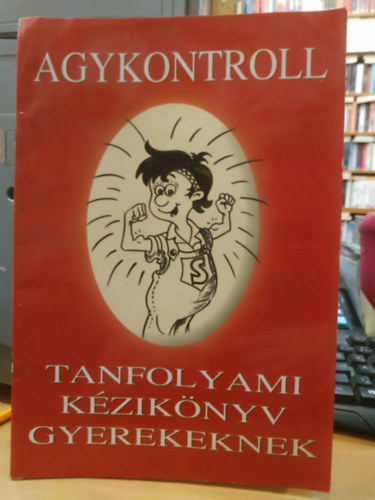 AGYKONTROLL
S
TANFOLYAMI
KÉZIKÖNYV
GYEREKEKNEK